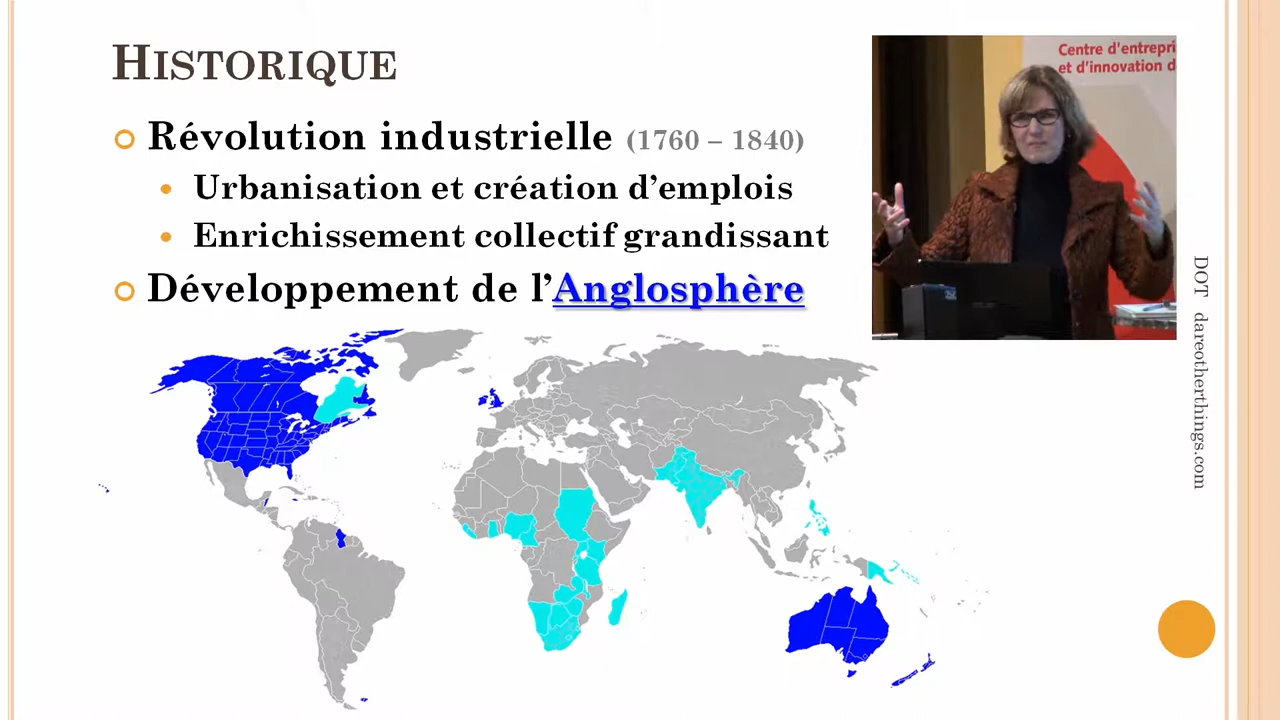 HISTORIQUE
Révolution industrielle (1760 – 1840)
Urbanisation et création d’emplois
Enrichissement collectif grandissant
Développement de l’Anglosphère
Centre d’entrepri
et d’innovation d
DOT dareotherthings.com